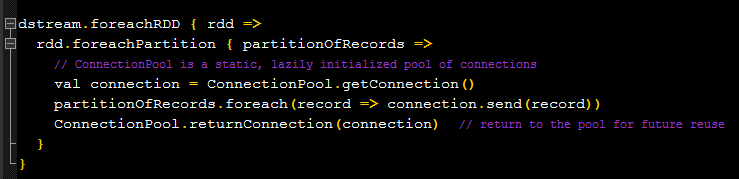 dstream.foreachRDD { rdd =>
rdd.foreachPartition { partitionOfRecords =>
// ConnectionPool is a static, lazily initialized pool of connections
val connection = ConnectionPool.getConnection()
partitionOfRecords.foreach(record => connection.send(record))
ConnectionPool.returnConnection(connection)  // return to the pool for future reuse
}
}